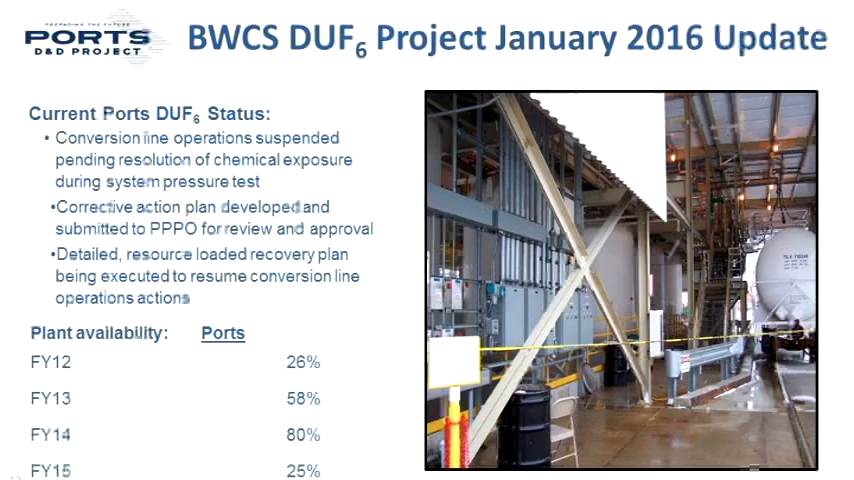 PREPARING THE FUTURE
PORTS
D&D PROJECT
BWCS DUF6 Project January 2016 Update
Current Ports DUF6 Status:
• Conversion line operations suspended
pending resolution of chemical exposure
during system pressure test
•Corrective action plan developed and
submitted to PPPO for review and approval
•Detailed, resource loaded recovery plan
being executed to resume conversion line
operations actions
Plant availability: Ports
FY12 26%
FY13 58%
FY14 80%
FY15 25%